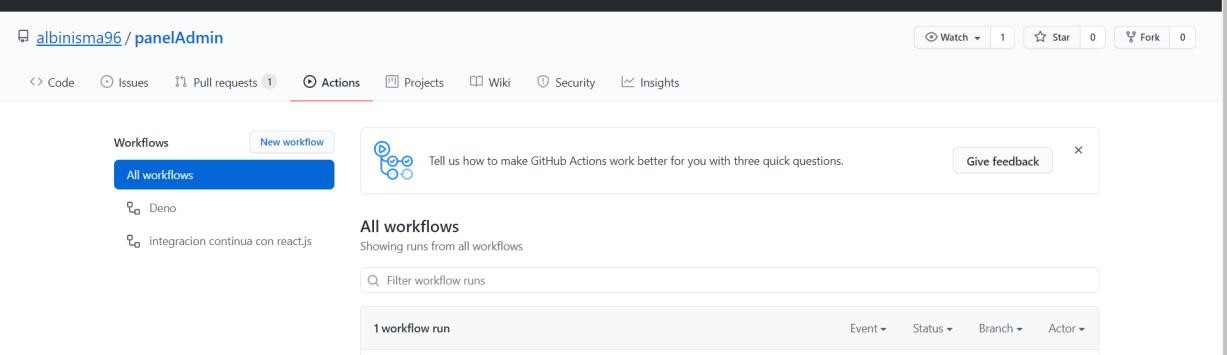 albinisma96 / panelAdmin
Watch 1 Star 0 Fork 0
Code Issues Pull requests 1 Actions Projects Wiki Security Insights
Workflows New workflow
All workflows
Deno
integracion continua con react.js
Tell us how to make GitHub Actions work better for you with three quick questions. Give feedback
All workflows
Showing runs from all workflows
Filter workflow runs
1 workflow run Event Status Branch Actor